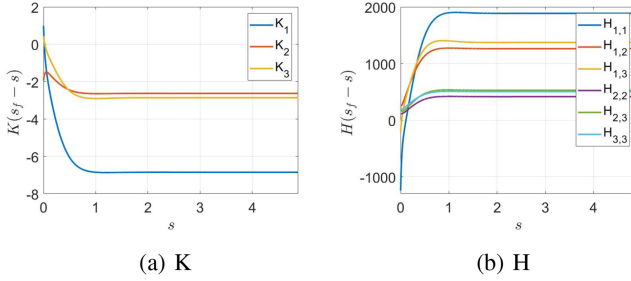 2
0
-2
-4
-6
-8
0
1
2
3
4
K(s_f − s)
s
K_1
K_2
K_3
(a) K
2000
1000
0
-1000
0
1
2
3
4
H(s_f − s)
s
H_{1,1}
H_{1,2}
H_{1,3}
H_{2,2}
H_{2,3}
H_{3,3}
(b) H